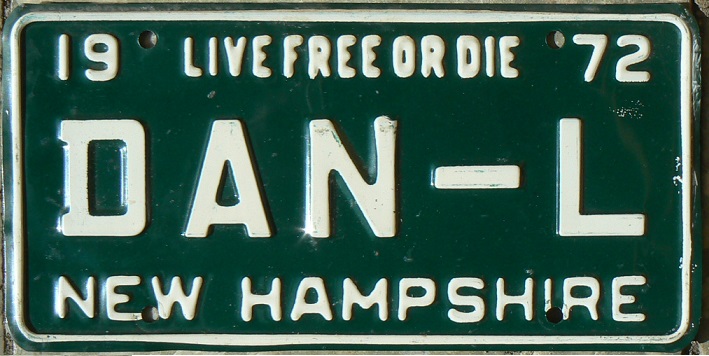 19 LIVE FREE OR DIE 72
DAN-L
NEW HAMPSHIRE